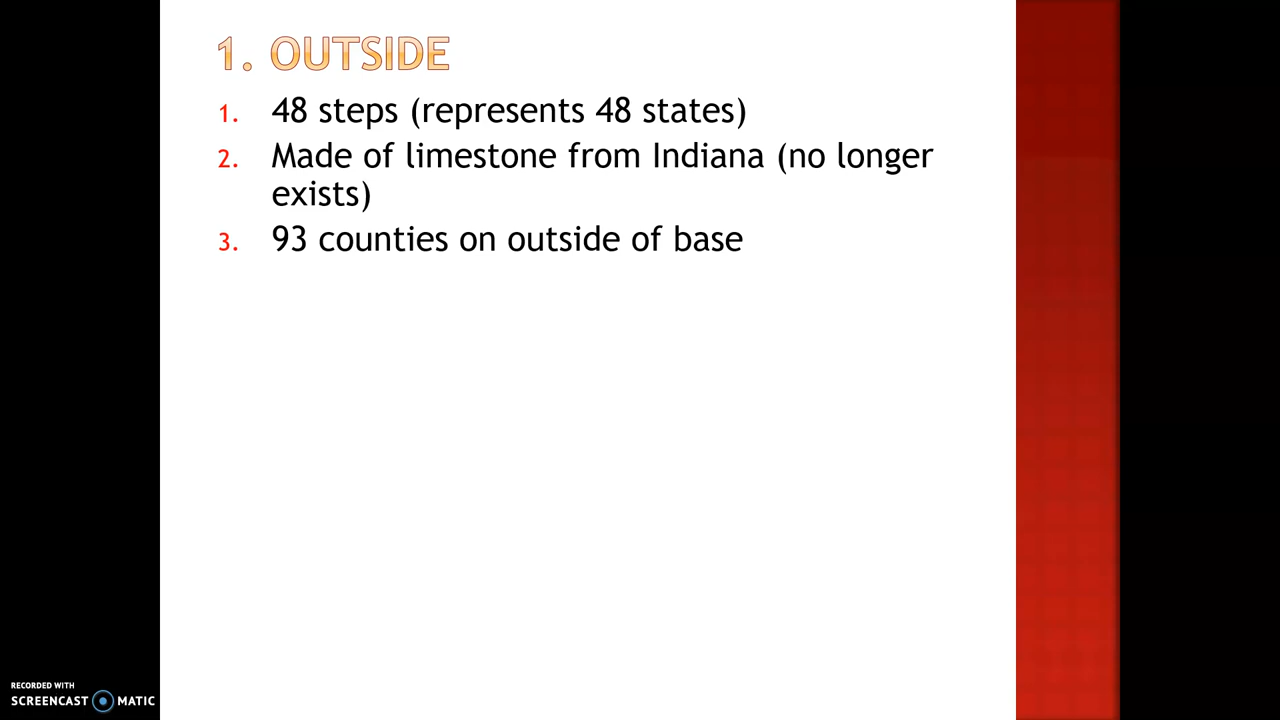 1. OUTSIDE
1. 48 steps (represents 48 states)
2. Made of limestone from Indiana (no longer
exists)
3. 93 counties on outside of base
RECORDED WITH
SCREENCAST MATIC